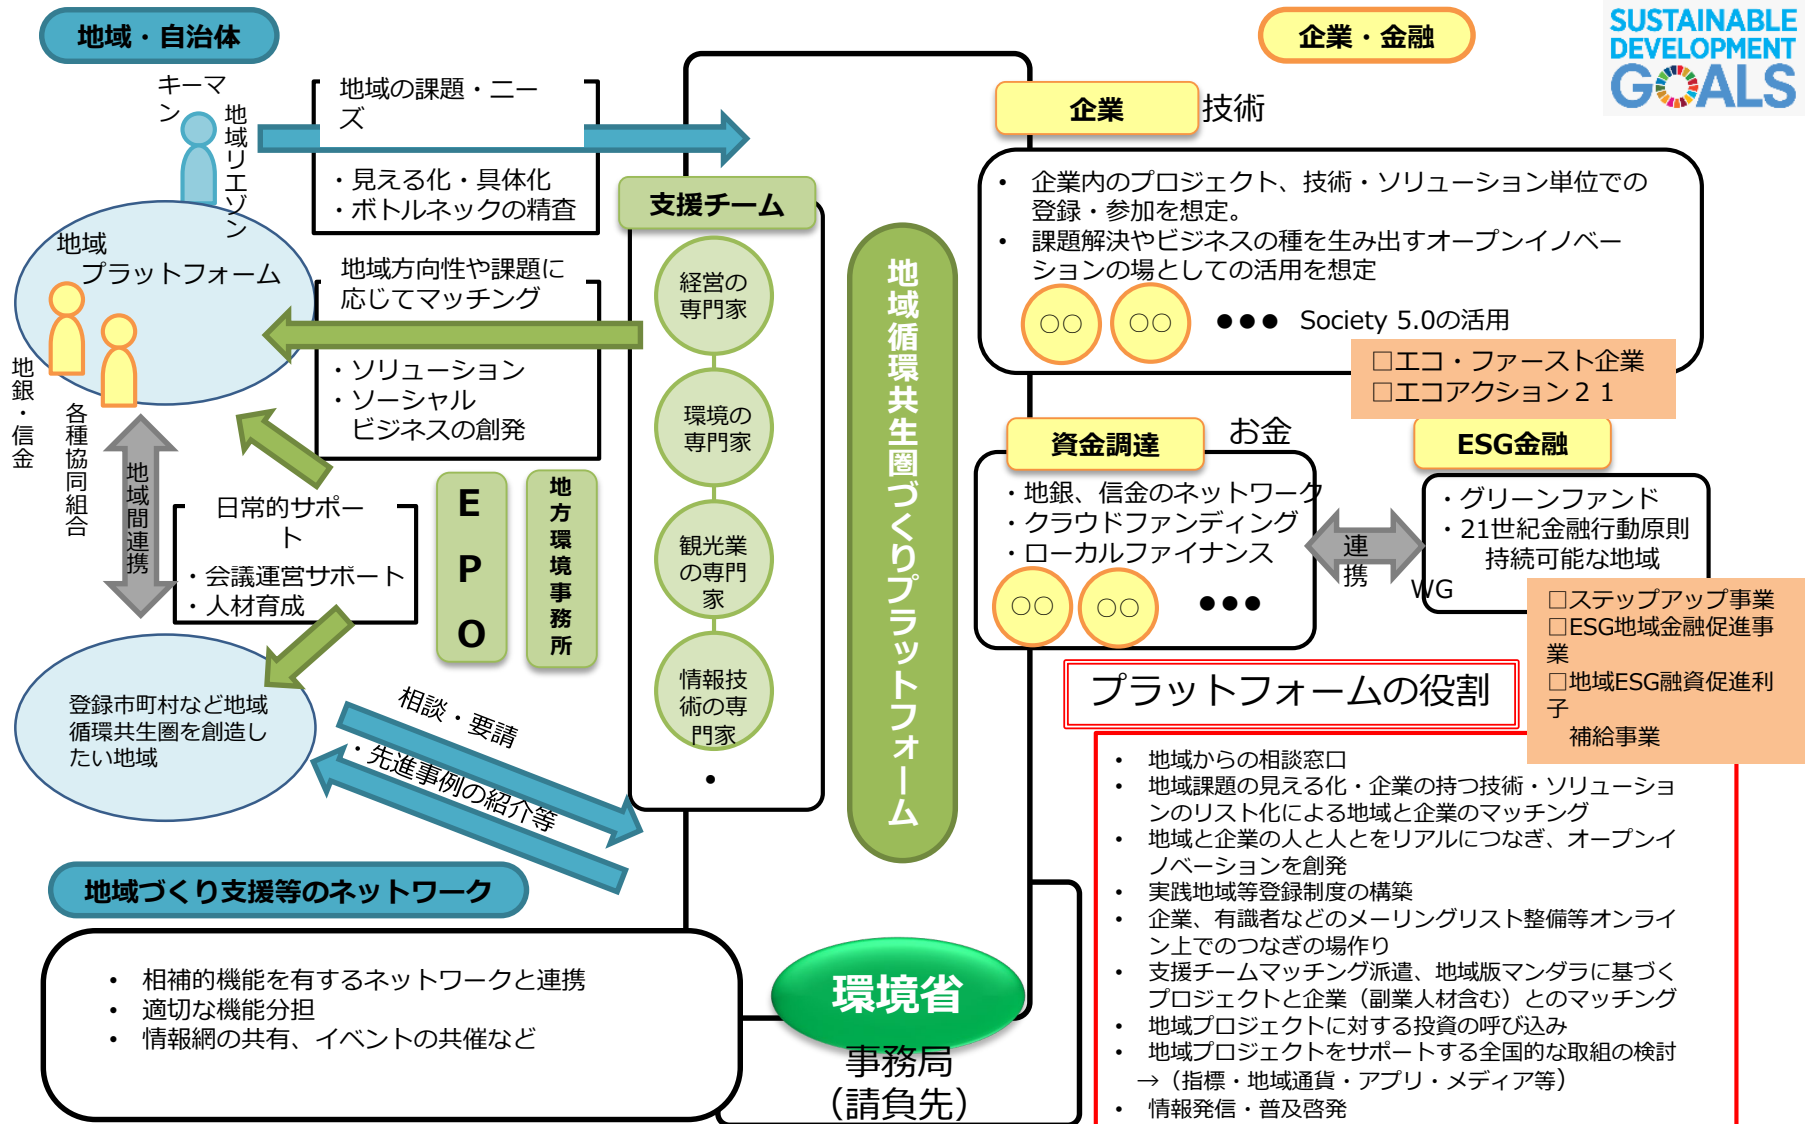 地域・自治体
企業・金融
SUSTAINABLE
DEVELOPMENT
GOALS
キーマ
ン
地域リエゾン
地域の課題・ニー
ズ
・見える化・具体化
・ボトルネックの精査
支援チーム
経営の
専門家
環境の
専門家
観光業
の専門
家
情報技
術の専
門家
•
地域
プラットフォーム
地域方向性や課題に
応じてマッチング
・ソリューション
・ソーシャル
ビジネスの創発
地銀・信金
各種協同組合
地域間連携
日常的サポー
ト
・会議運営サポート
・人材育成
EPO
地方環境事務所
登録市町村など地域
循環共生圏を創造し
たい地域
相談・要請
・先進事例の紹介等
地域循環共生圏づくりプラットフォーム
企業
技術
• 企業内のプロジェクト、技術・ソリューション単位での
登録・参加を想定。
• 課題解決やビジネスの種を生み出すオープンイノベー
ションの場としての活用を想定
○○
○○
●●●
Society 5.0の活用
□エコ・ファースト企業
□エコアクション２１
資金調達
お金
・地銀、信金のネットワーク
・クラウドファンディング
・ローカルファイナンス
○○
○○
●●●
連携
ESG金融
・グリーンファンド
・21世紀金融行動原則
持続可能な地域
WG
□ステップアップ事業
□ESG地域金融促進事
業
□地域ESG融資促進利
子
補給事業
プラットフォームの役割
• 地域からの相談窓口
• 地域課題の見える化・企業の持つ技術・ソリューショ
ンのリスト化による地域と企業のマッチング
• 地域と企業の人と人とをリアルにつなぎ、オープンイ
ノベーションを創発
• 実践地域等登録制度の構築
• 企業、有識者などのメーリングリスト整備等オンライ
ン上でのつなぎの場作り
• 支援チームマッチング派遣、地域版マンダラに基づく
プロジェクトと企業（副業人材含む）とのマッチング
• 地域プロジェクトに対する投資の呼び込み
• 地域プロジェクトをサポートする全国的な取組の検討
→（指標・地域通貨・アプリ・メディア等）
• 情報発信・普及啓発
地域づくり支援等のネットワーク
• 相補的機能を有するネットワークと連携
• 適切な機能分担
• 情報網の共有、イベントの共催など
環境省
事務局
（請負先）